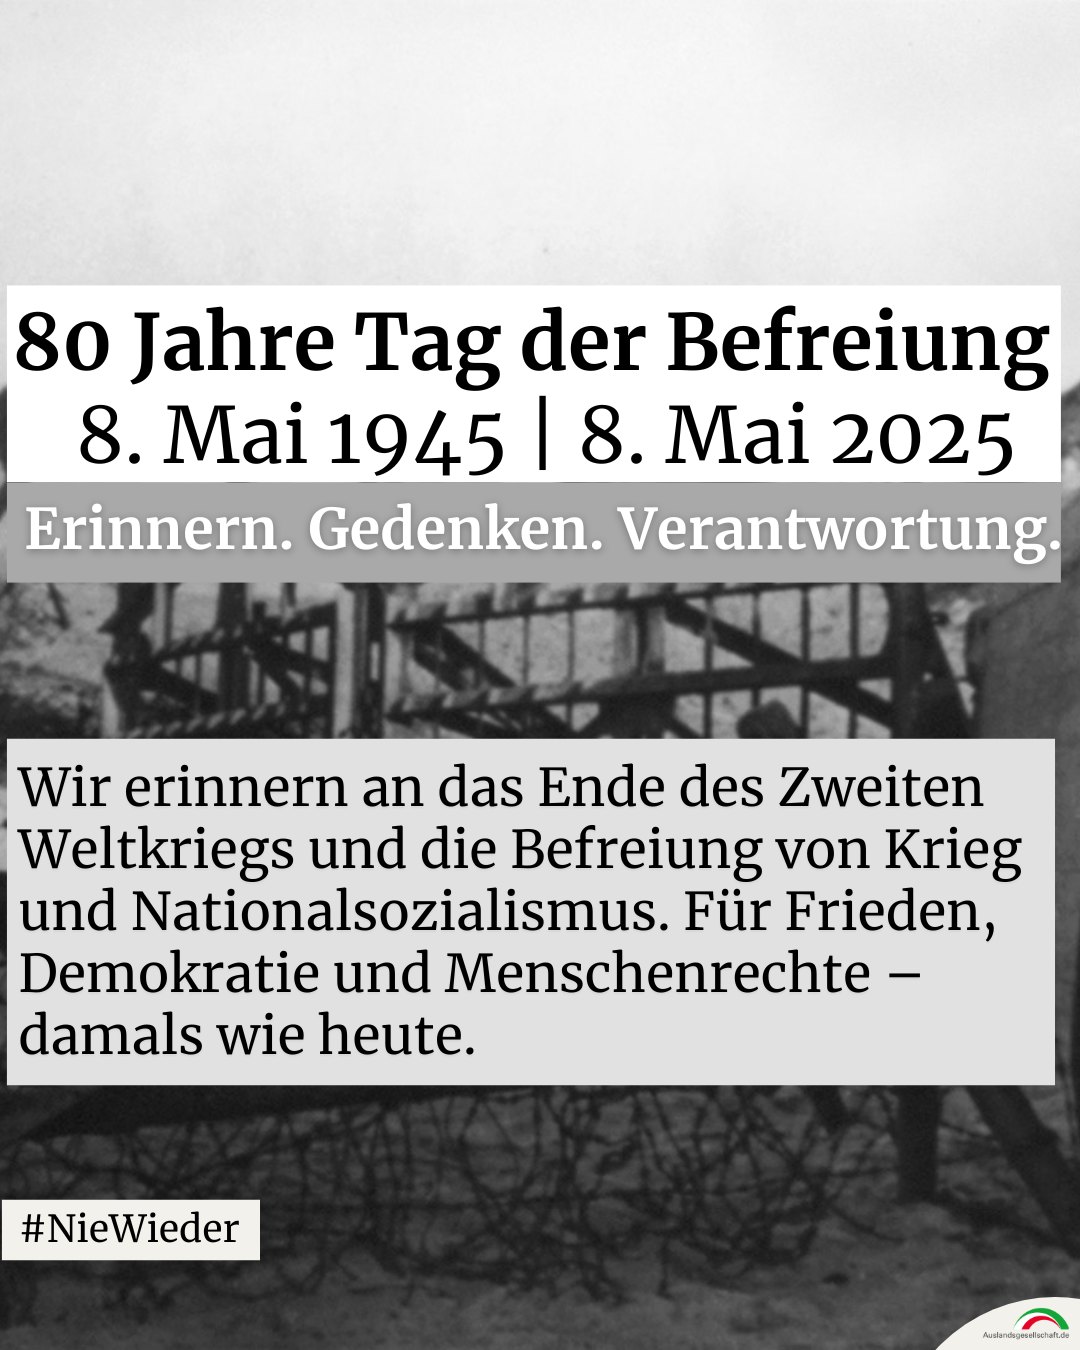 80 Jahre Tag der Befreiung
8. Mai 1945 | 8. Mai 2025
Erinnern. Gedenken. Verantwortung.
Wir erinnern an das Ende des Zweiten
Weltkriegs und die Befreiung von Krieg
und Nationalsozialismus. Für Frieden,
Demokratie und Menschenrechte –
damals wie heute.
#NieWieder
Auslandsgesellschaft.de